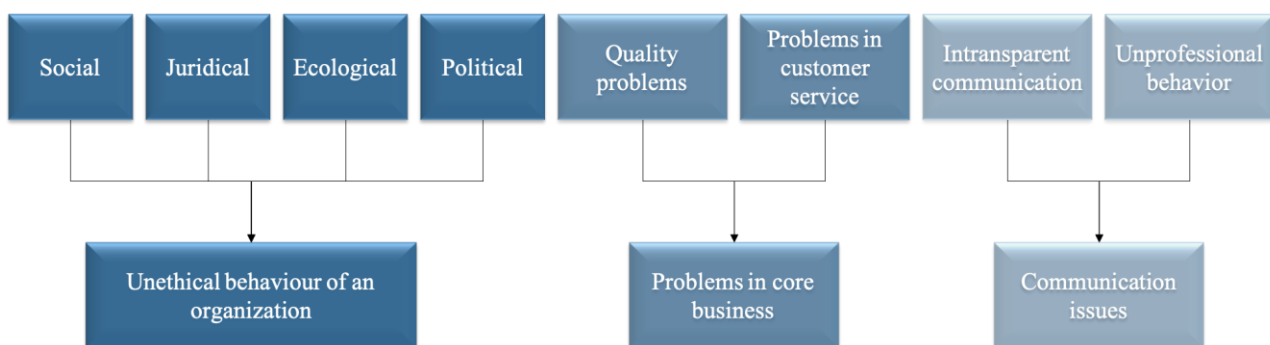 Social
Juridical
Ecological
Political
Quality
problems
Problems in
customer
service
Intransparent
communication
Unprofessional
behavior
Unethical behaviour of an
organization
Problems in core
business
Communication
issues